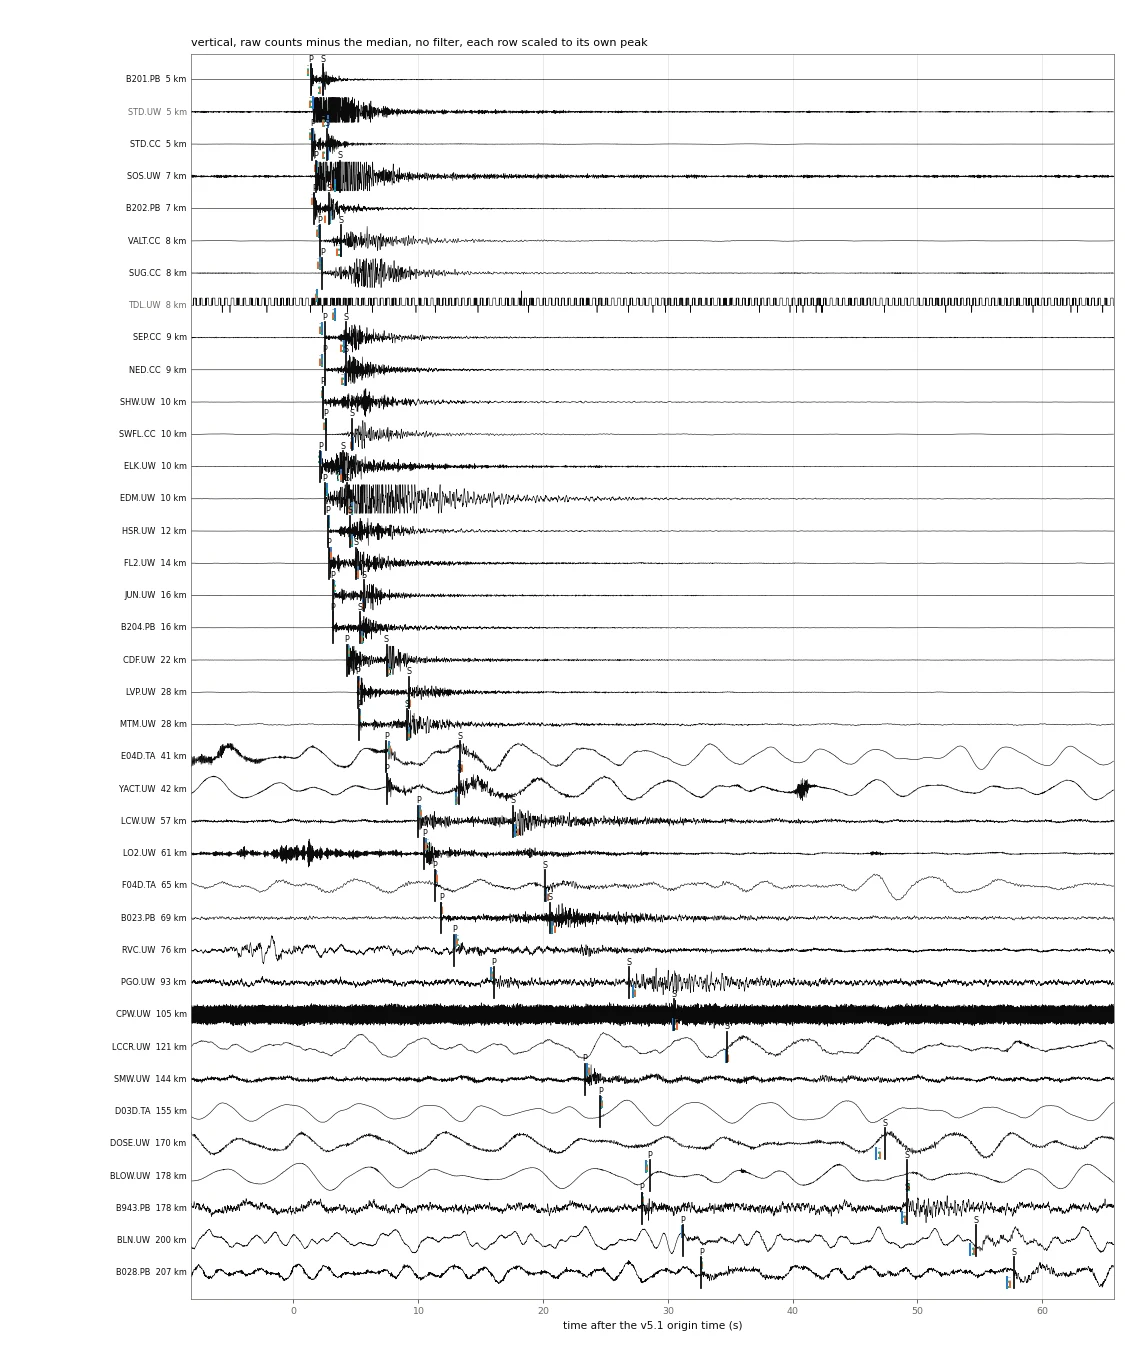 vertical, raw counts minus the median, no filter, each row scaled to its own peak
P S
B201.PB 5 km
STD.UW 5 km
STD.CC 5 km
P S
SOS.UW 7 km
B202.PB 7 km
P S
VALT.CC 8 km
P
SUG.CC 8 km
TDL.UW 8 km
P S
SEP.CC 9 km
P
NED.CC 9 km
P
SHW.UW 10 km
P S
SWFL.CC 10 km
P S
ELK.UW 10 km
P
EDM.UW 10 km
P
HSR.UW 12 km
P S
FL2.UW 14 km
P S
JUN.UW 16 km
P S
B204.PB 16 km
P S
CDF.UW 22 km
P S
LVP.UW 28 km
MTM.UW 28 km
P S
E04D.TA 41 km
P
YACT.UW 42 km
P S
LCW.UW 57 km
P
LO2.UW 61 km
P S
F04D.TA 65 km
P S
B023.PB 69 km
P
RVC.UW 76 km
P S
PGO.UW 93 km
S
CPW.UW 105 km
S
LCCR.UW 121 km
P
SMW.UW 144 km
P
D03D.TA 155 km
S
DOSE.UW 170 km
P S
BLOW.UW 178 km
P
B943.PB 178 km
P S
BLN.UW 200 km
P S
B028.PB 207 km
0 10 20 30 40 50 60
time after the v5.1 origin time (s)